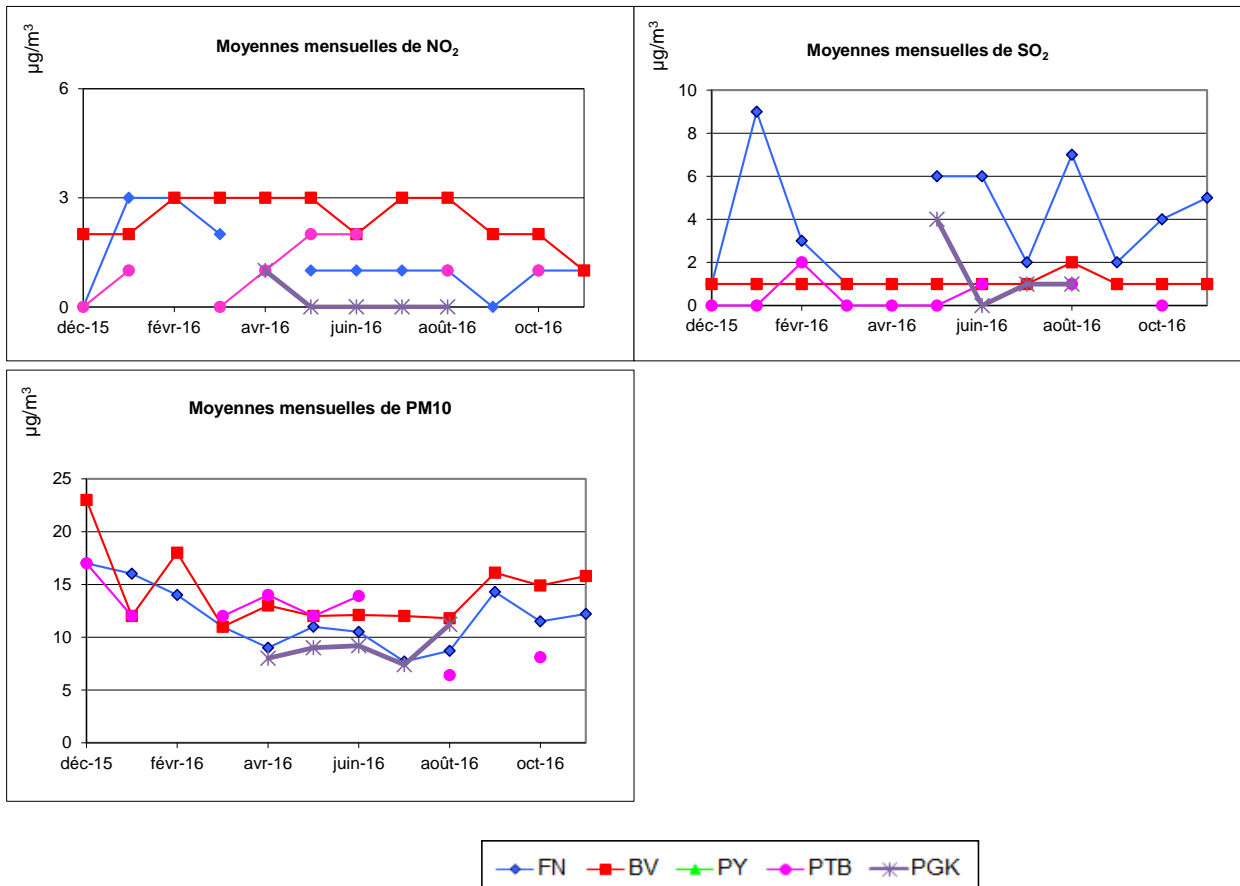 Moyennes mensuelles de NO₂
µg/m³
6
3
0
déc-15 févr-16 avr-16 juin-16 août-16 oct-16
Moyennes mensuelles de SO₂
µg/m³
10
8
6
4
2
0
déc-15 févr-16 avr-16 juin-16 août-16 oct-16
Moyennes mensuelles de PM10
µg/m³
25
20
15
10
5
0
déc-15 févr-16 avr-16 juin-16 août-16 oct-16
FN BV PY PTB PGK